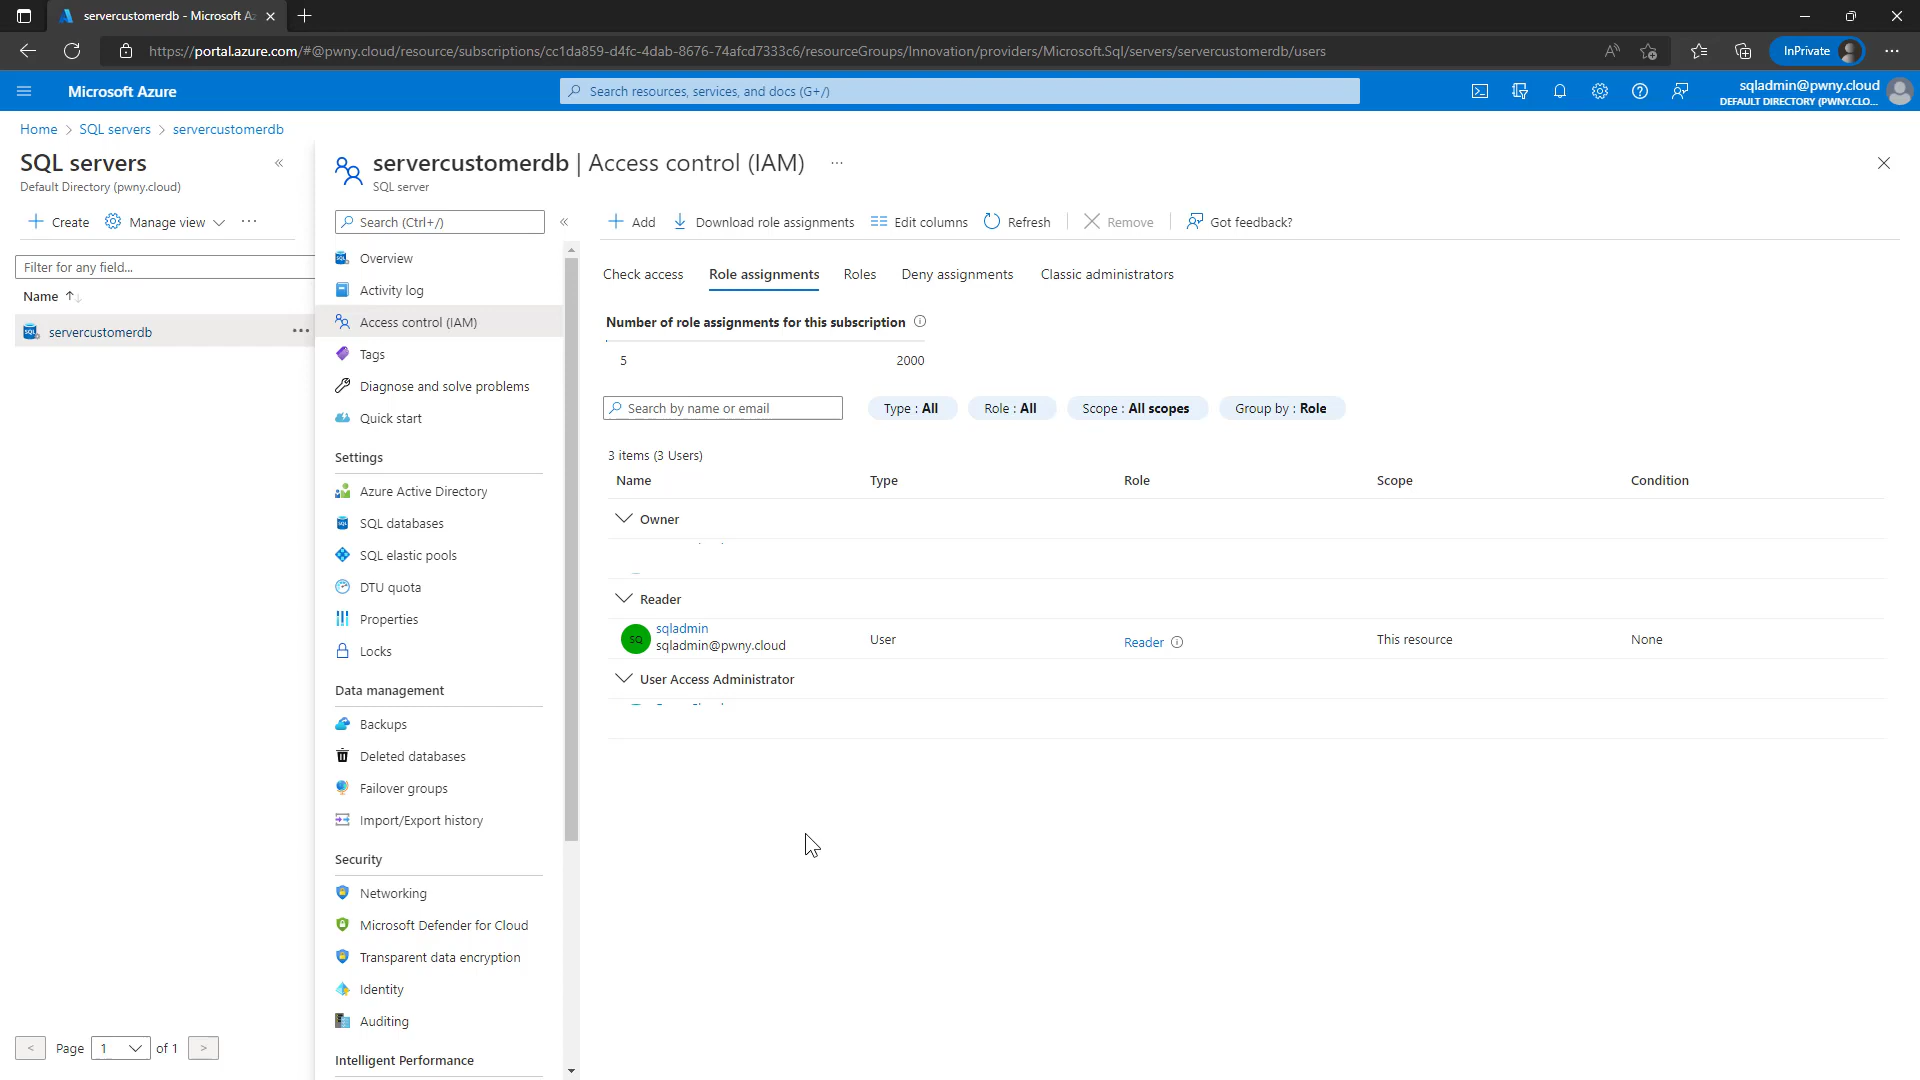 servercustomerdb - Microsoft Az
https://portal.azure.com/#@pwny.cloud/resource/subscriptions/cc1da859-d4fc-4dab-8676-74afcd7333c6/resourceGroups/Innovation/providers/Microsoft.Sql/servers/servercustomerdb/users
InPrivate
Microsoft Azure
Search resources, services, and docs (G+/)
sqladmin@pwny.cloud
DEFAULT DIRECTORY (PWNY.CLO...
Home > SQL servers > servercustomerdb
SQL servers
Default Directory (pwny.cloud)
Create
Manage view
Filter for any field...
Name
servercustomerdb
Page 1 of 1
servercustomerdb | Access control (IAM)
SQL server
Search (Ctrl+/)
Overview
Activity log
Access control (IAM)
Tags
Diagnose and solve problems
Quick start
Settings
Azure Active Directory
SQL databases
SQL elastic pools
DTU quota
Properties
Locks
Data management
Backups
Deleted databases
Failover groups
Import/Export history
Security
Networking
Microsoft Defender for Cloud
Transparent data encryption
Identity
Auditing
Intelligent Performance
Add
Download role assignments
Edit columns
Refresh
Remove
Got feedback?
Check access
Role assignments
Roles
Deny assignments
Classic administrators
Number of role assignments for this subscription
5 2000
Search by name or email
Type : All
Role : All
Scope : All scopes
Group by : Role
3 items (3 Users)
Name Type Role Scope Condition
Owner
Reader
SQ
sqladmin
sqladmin@pwny.cloud
User Reader This resource None
User Access Administrator